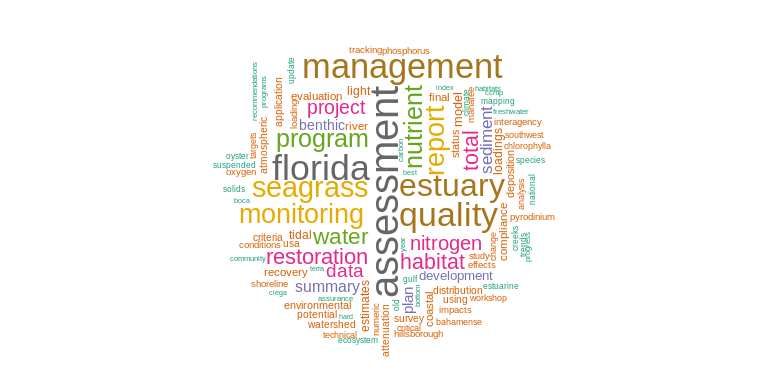 tracking
phosphorus
management
recommendations
programs
update
application
loading
evaluation
light
project
benthic
river
program
florida
seagrass
monitoring
assessment
nutrient
report
final
model
index
climate
manatee
habitats
ccmp
mapping
freshwater
interagency
southwest
chlorophylla
species
status
total
sediment
loadings
deposition
analysis
national
targets
atmospheric
oyster
suspended
oxygen
solids
boca
carbon
best
estuary
quality
pyrodinium
criteria
tidal
conditions
usa
water
community
restoration
terra
data
recovery
shoreline
ciega
summary
assurance
environmental
potential
hard
watershed
technical
ecosystem
estimates
numeric
attenuation
year
nitrogen
habitat
gulf
development
old
plan
bottom
survey
critical
hillsborough
coastal
distribution
using
workshop
impacts
bahamense
estuarine
study
effects
change
compliance
creeks
trends
progress